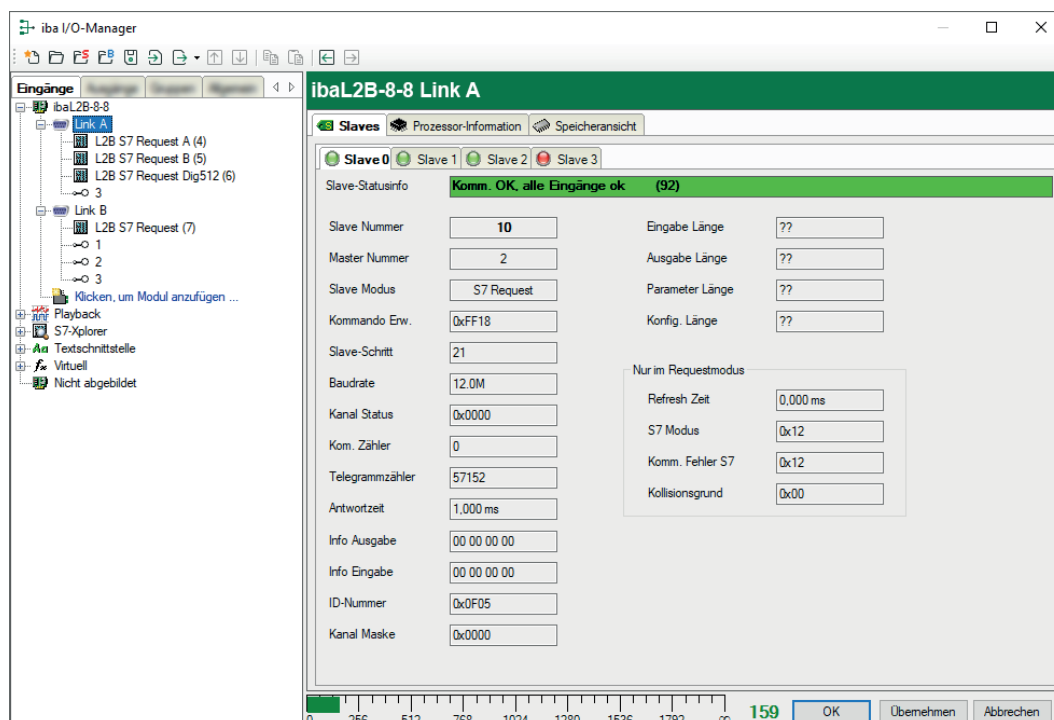 iba I/O-Manager
Eingänge
ibaL2B-8-8
Link A
L2B S7 Request A (4)
L2B S7 Request B (5)
L2B S7 Request Dig512 (6)
3
Link B
L2B S7 Request (7)
1
2
3
Klicken, um Modul anzufügen ...
Playback
S7-Xplorer
Textschnittstelle
Virtuell
Nicht abgebildet
ibaL2B-8-8 Link A
Slaves Prozessor-Information Speicheransicht
Slave 0 Slave 1 Slave 2 Slave 3
Slave-Statusinfo Komm. OK, alle Eingänge ok (92)
Slave Nummer 10 Eingabe Länge ??
Master Nummer 2 Ausgabe Länge ??
Slave Modus S7 Request Parameter Länge ??
Kommando Erw. 0xFF18 Konfig. Länge ??
Slave-Schritt 21
Baudrate 12.0M
Kanal Status 0x0000
Kom. Zähler 0
Telegrammzähler 57152
Antwortzeit 1,000 ms
Info Ausgabe 00 00 00 00
Info Eingabe 00 00 00 00
ID-Nummer 0x0F05
Kanal Maske 0x0000
Nur im Requestmodus
Refresh Zeit 0,000 ms
S7 Modus 0x12
Komm. Fehler S7 0x12
Kollisionsgrund 0x00
0 256 512 768 1024 1280 1536 1792 ∞ 159 OK Übernehmen Abbrechen